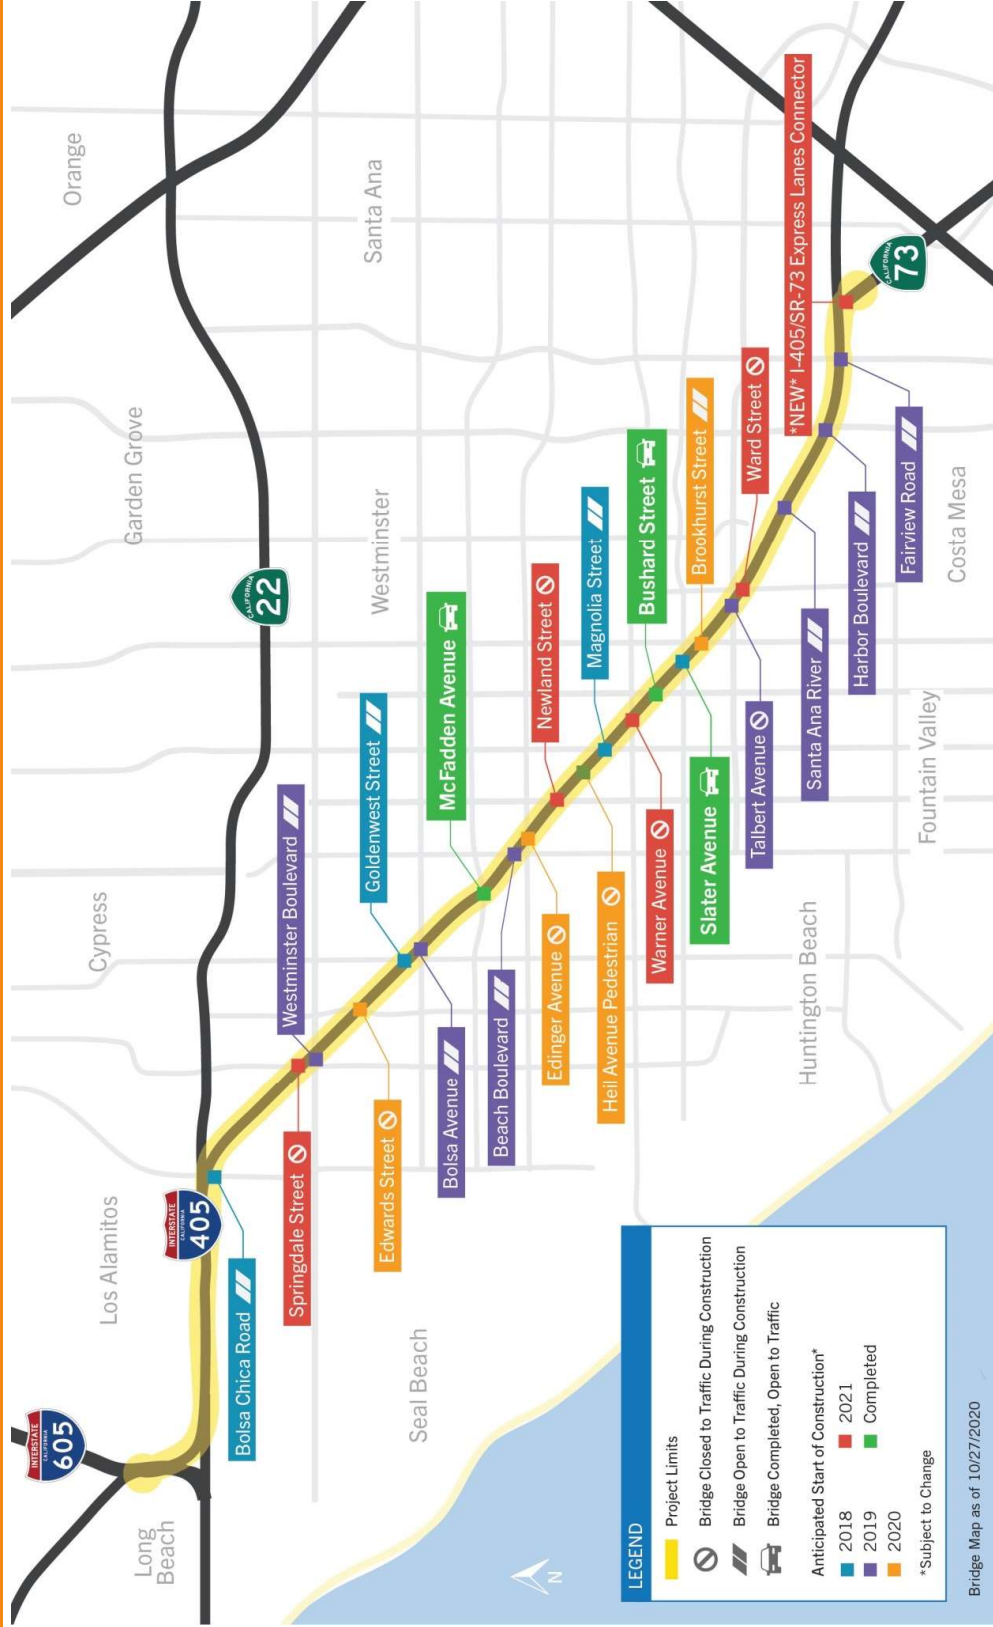 Long
Beach
INTERSTATE
CALIFORNIA
605
Los Alamitos
INTERSTATE
CALIFORNIA
405
Cypress
Garden Grove
Orange
CALIFORNIA
22
Santa Ana
Westminster
Seal Beach
Bolsa Chica Road
Springdale Street
Westminster Boulevard
Edwards Street
Goldenwest Street
Bolsa Avenue
McFadden Avenue
Beach Boulevard
Edinger Avenue
Newland Street
Heil Avenue Pedestrian
Magnolia Street
Warner Avenue
Bushard Street
Slater Avenue
Brookhurst Street
Talbert Avenue
Ward Street
Santa Ana River
Harbor Boulevard
Fairview Road
*NEW* I-405/SR-73 Express Lanes Connector
CALIFORNIA
73
Huntington Beach
Fountain Valley
Costa Mesa
N
LEGEND
Project Limits
Bridge Closed to Traffic During Construction
Bridge Open to Traffic During Construction
Bridge Completed, Open to Traffic
Anticipated Start of Construction*
2018
2019
2020
2021
Completed
*Subject to Change
Bridge Map as of 10/27/2020